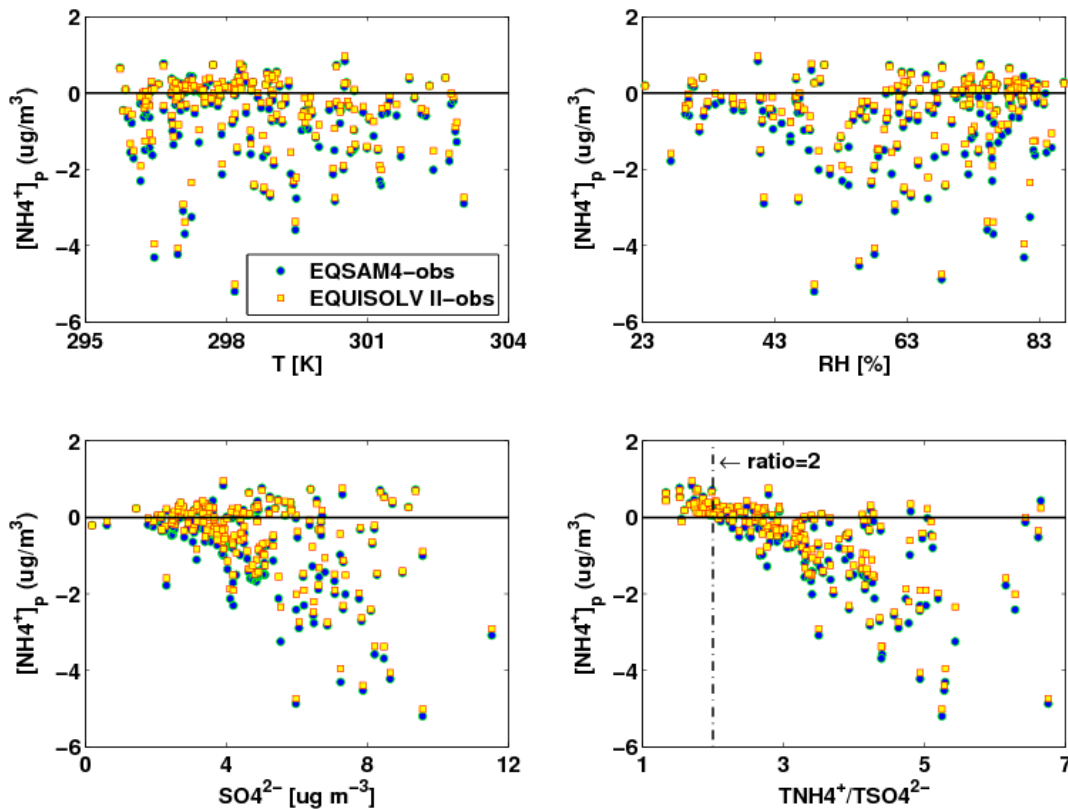 2
0
−2
−4
−6
[NH4⁺]ₚ (ug/m³)
EQSAM4−obs
EQUISOLV II−obs
295 298 301 304
T [K]
2
0
−2
−4
−6
[NH4⁺]ₚ (ug/m³)
23 43 63 83
RH [%]
2
0
−2
−4
−6
[NH4⁺]ₚ (ug/m³)
0 4 8 12
SO4²⁻ [ug m⁻³]
2
0
−2
−4
−6
[NH4⁺]ₚ (ug/m³)
← ratio=2
1 3 5 7
TNH4⁺/TSO4²⁻